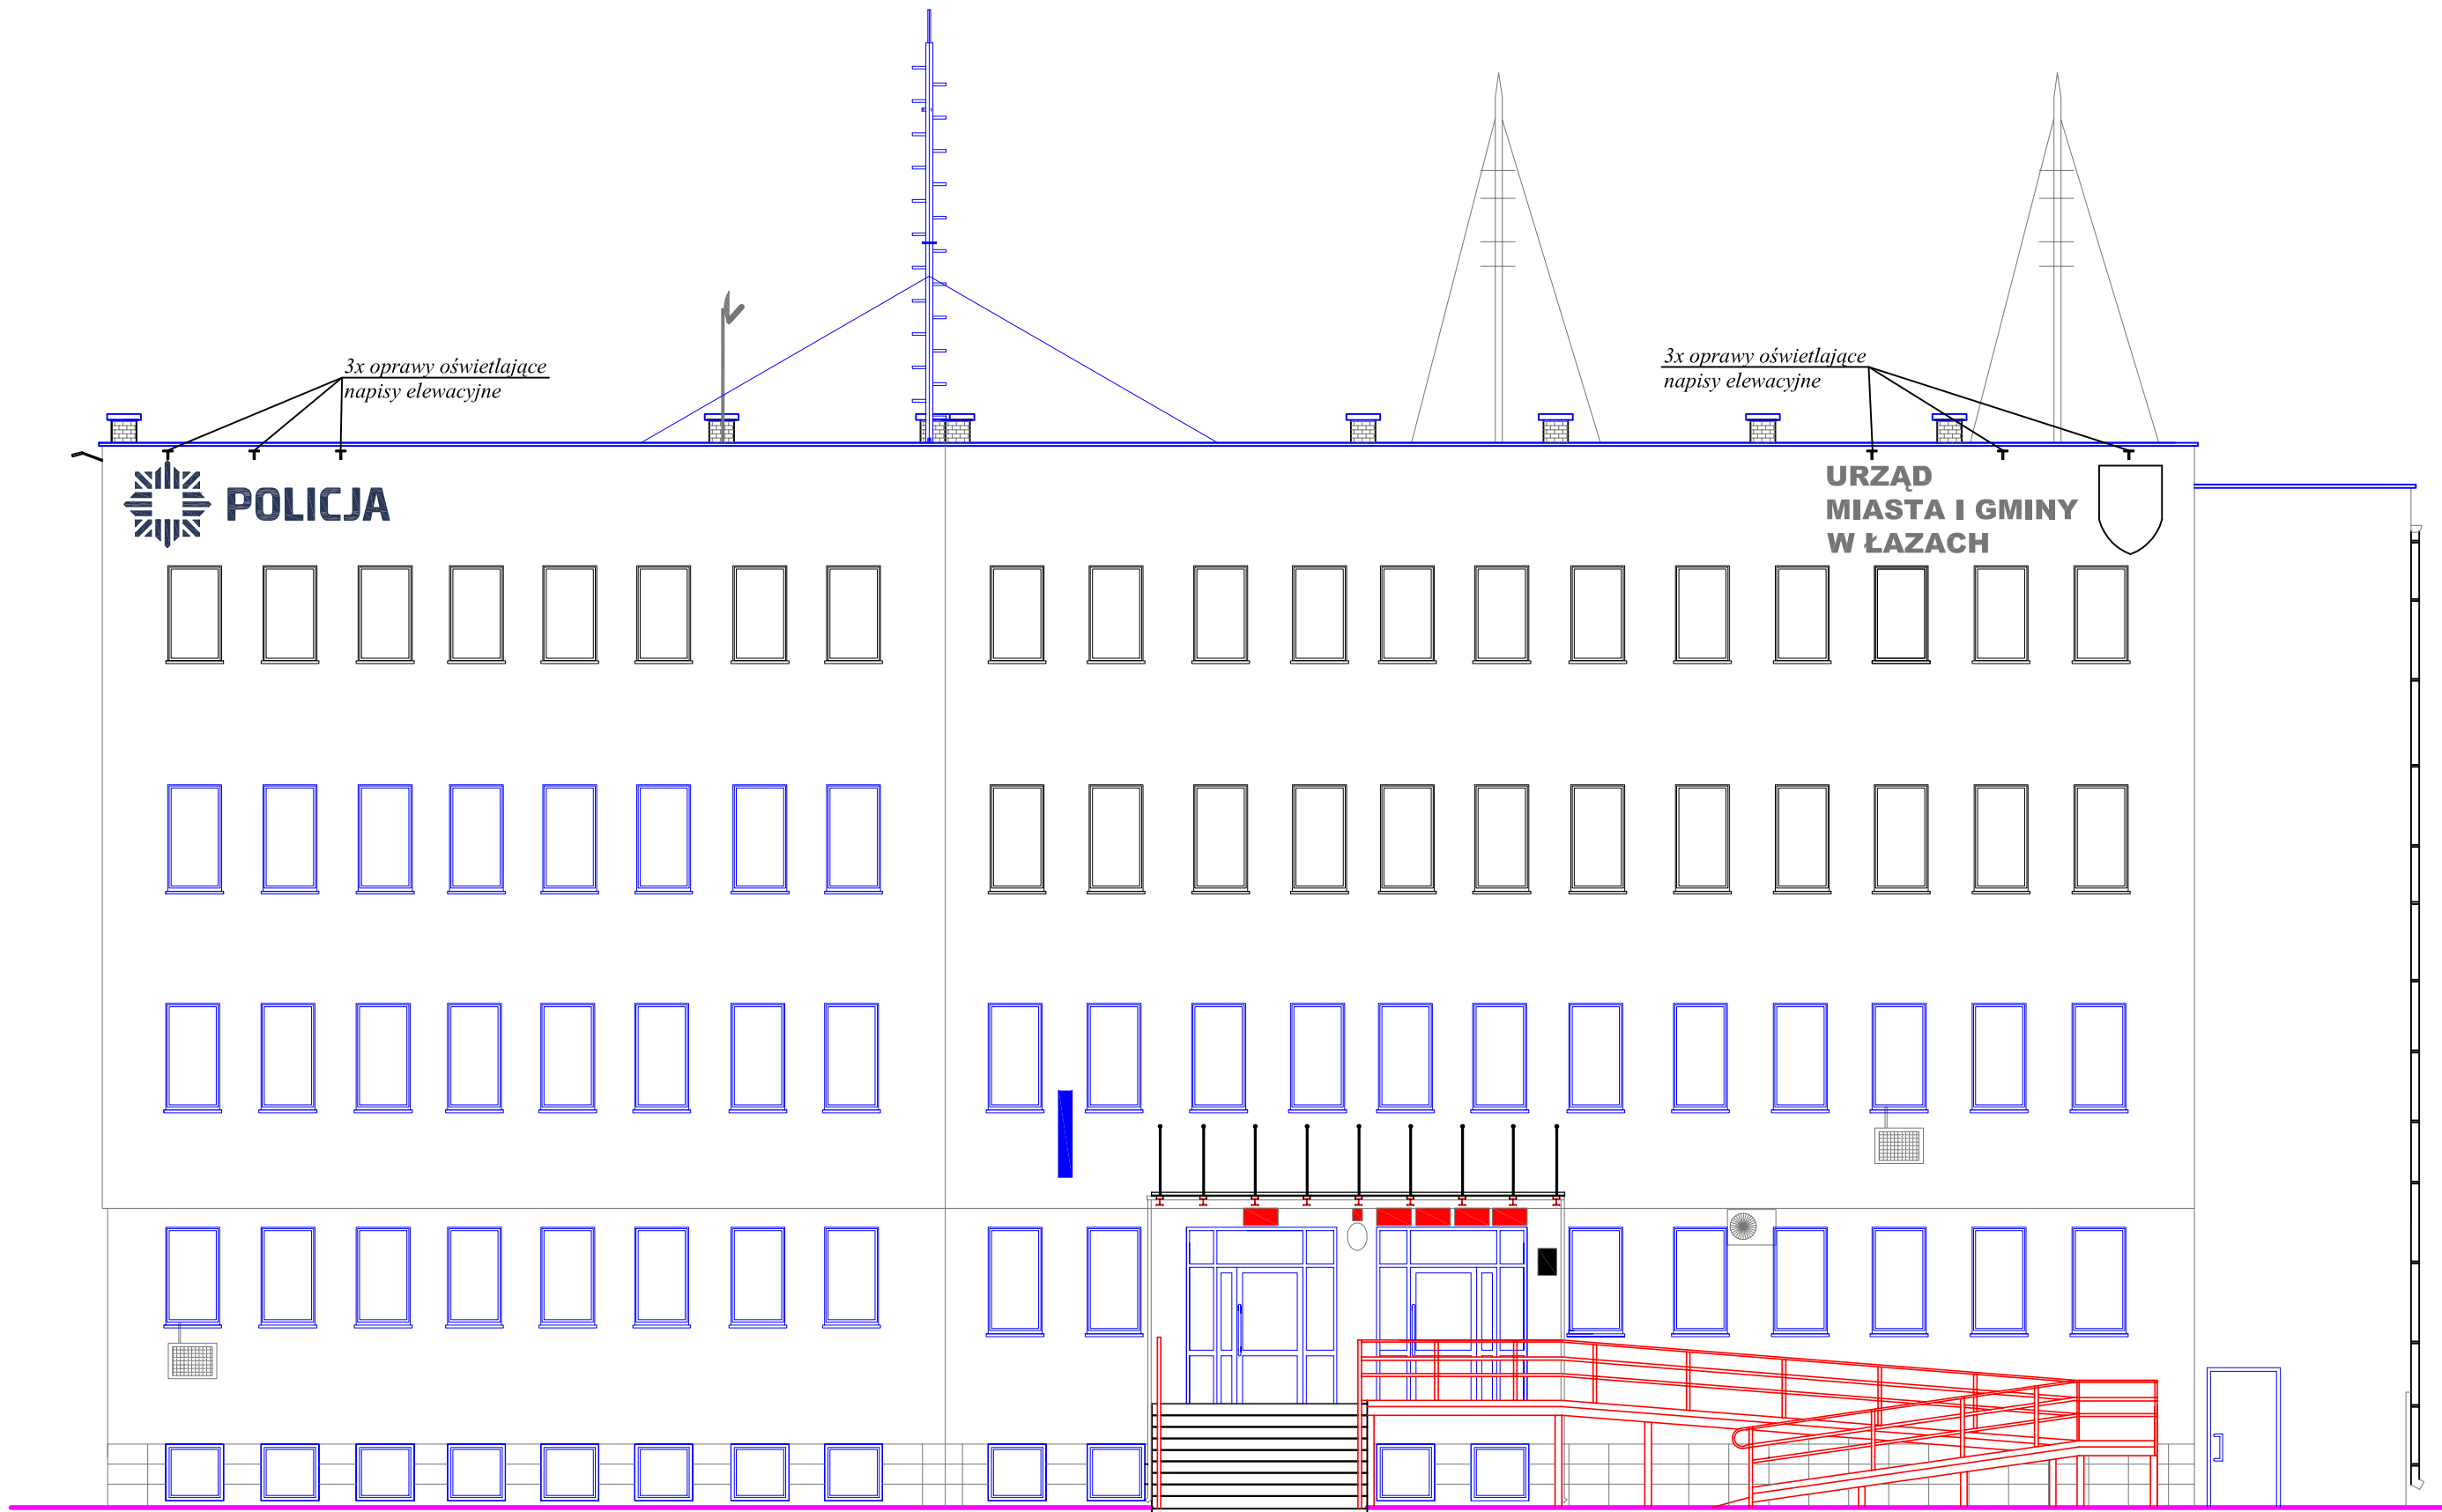 3x oprawy oświetlające
napisy elewacyjne
3x oprawy oświetlające
napisy elewacyjne
POLICJA
URZĄD
MIASTA I GMINY
W ŁAZACH